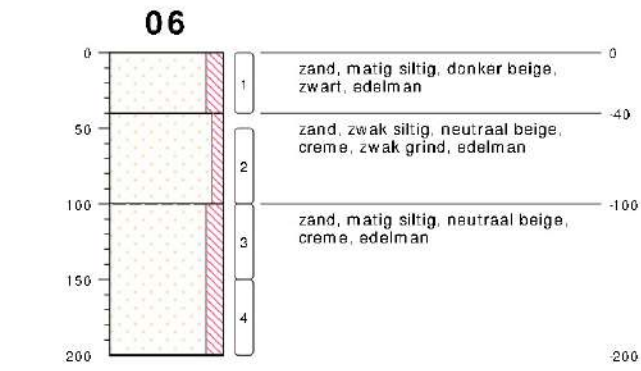 06
0 0
1 zand, matig siltig, donker beige,
zwart, edelman
-40
50 zand, zwak siltig, neutraal beige,
creme, zwak grind, edelman
2
100 -100
zand, matig siltig, neutraal beige,
3 creme, edelman
150
4
200 -200